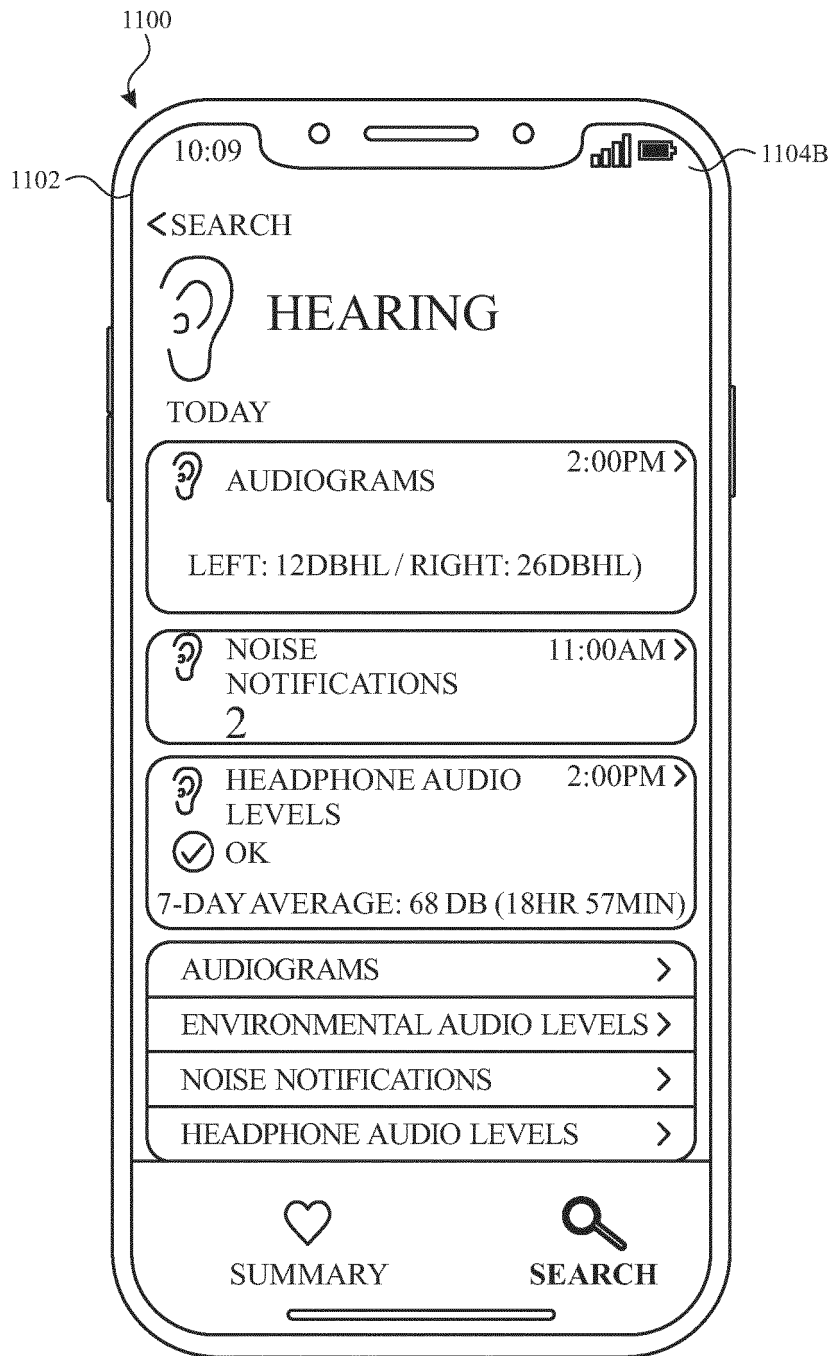 1100
10:09
1104B
1102
<SEARCH
HEARING
TODAY
AUDIOGRAMS 2:00PM >
LEFT: 12DBHL / RIGHT: 26DBHL)
NOISE 11:00AM >
NOTIFICATIONS
2
HEADPHONE AUDIO 2:00PM >
LEVELS
OK
7-DAY AVERAGE: 68 DB (18HR 57MIN)
AUDIOGRAMS >
ENVIRONMENTAL AUDIO LEVELS >
NOISE NOTIFICATIONS >
HEADPHONE AUDIO LEVELS >
SUMMARY SEARCH